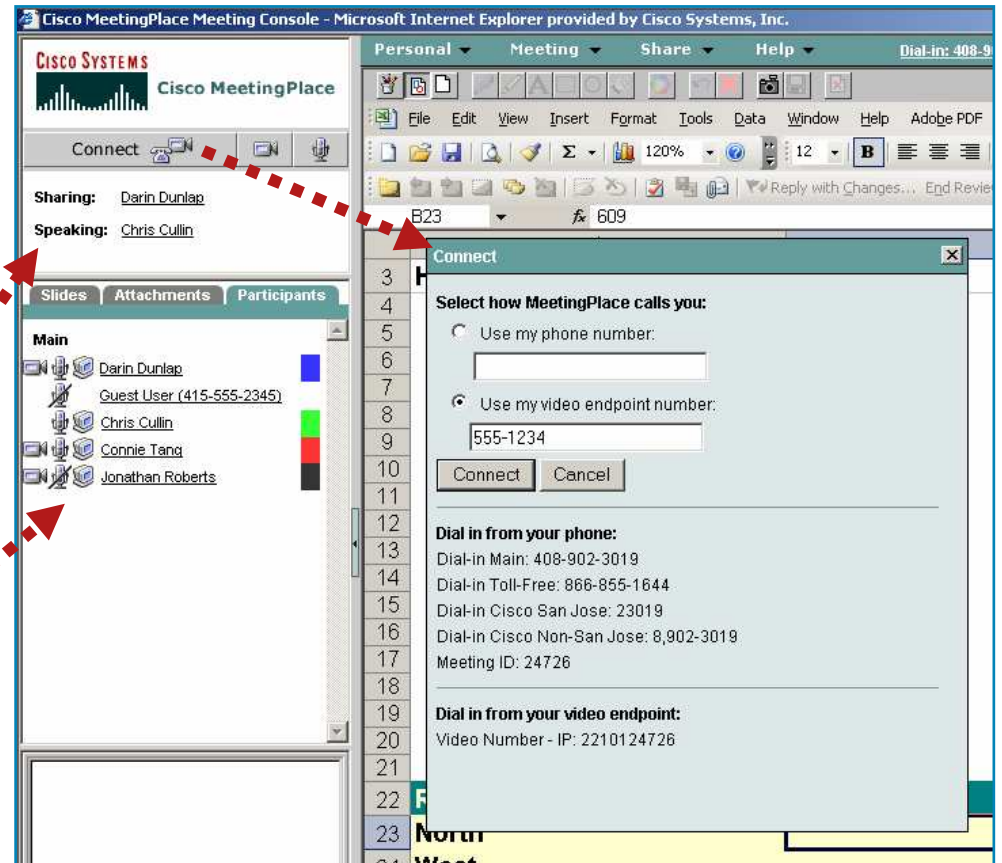 Cisco MeetingPlace Meeting Console - Microsoft Internet Explorer provided by Cisco Systems, Inc.
CISCO SYSTEMS
Cisco MeetingPlace
Connect
Sharing: Darin Dunlap
Speaking: Chris Cullin
Slides Attachments Participants
Main
Darin Dunlap
Guest User (415-555-2345)
Chris Cullin
Connie Tang
Jonathan Roberts
Personal Meeting Share Help Dial-in: 408-9
File Edit View Insert Format Tools Data Window Help Adobe PDF
Σ 120% 12 B
Reply with Changes... End Revie
B23 fx 609
3 H
4
5
6
7
8
9
10
11
12
13
14
15
16
17
18
19
20
21
22 R
23 North
24 West
Connect
Select how MeetingPlace calls you:
Use my phone number:
Use my video endpoint number:
555-1234
Connect Cancel
Dial in from your phone:
Dial-in Main: 408-902-3019
Dial-in Toll-Free: 866-855-1644
Dial-in Cisco San Jose: 23019
Dial-in Cisco Non-San Jose: 8,902-3019
Meeting ID: 24726
Dial in from your video endpoint:
Video Number - IP: 2210124726